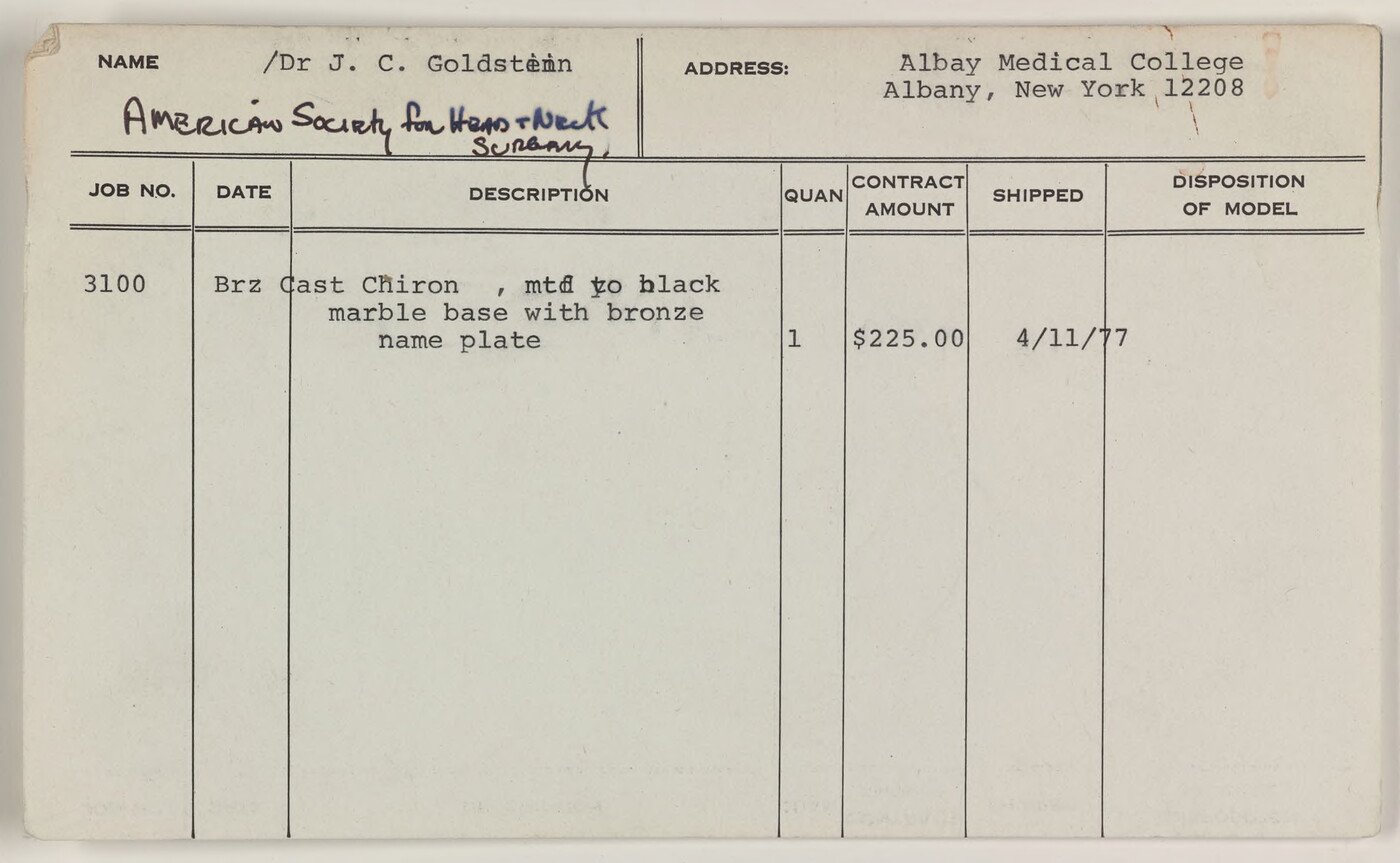 NAME /Dr J. C. Goldstein
American Society for Head + Neck
Surgery.
ADDRESS: Albay Medical College
Albany, New York 12208
JOB NO. DATE DESCRIPTION QUAN CONTRACT AMOUNT SHIPPED DISPOSITION OF MODEL
3100 Brz Cast Chiron , mtd to black
marble base with bronze
name plate 1 $225.00 4/11/77